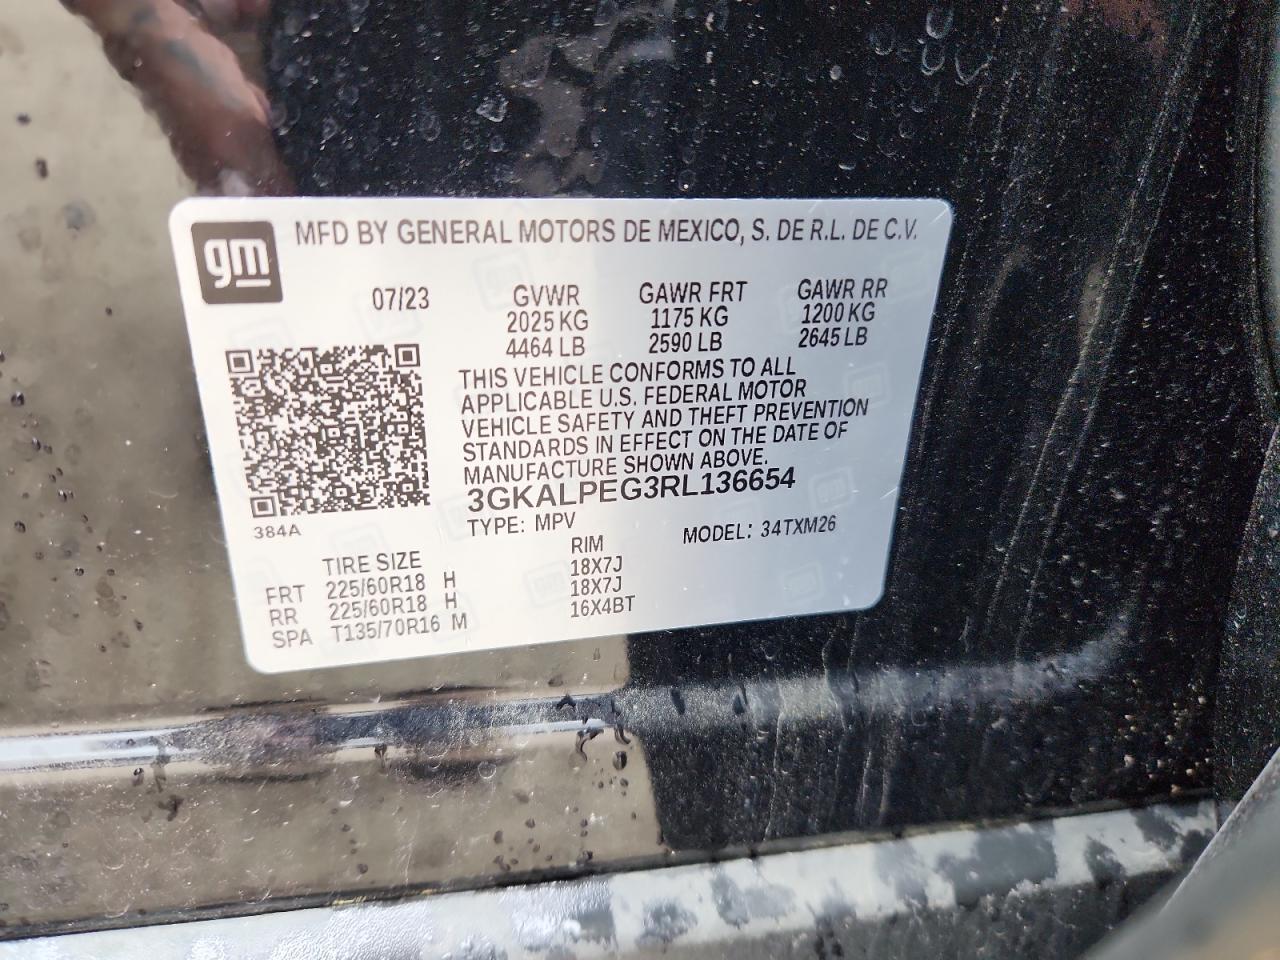 gm MFD BY GENERAL MOTORS DE MEXICO, S. DE R.L. DE C.V.
07/23 GVWR GAWR FRT GAWR RR
2025 KG 1175 KG 1200 KG
4464 LB 2590 LB 2645 LB
THIS VEHICLE CONFORMS TO ALL
APPLICABLE U.S. FEDERAL MOTOR
VEHICLE SAFETY AND THEFT PREVENTION
STANDARDS IN EFFECT ON THE DATE OF
MANUFACTURE SHOWN ABOVE.
3GKALPEG3RL136654
384A TYPE: MPV MODEL: 34TXM26
TIRE SIZE RIM
FRT 225/60R18 H 18X7J
RR 225/60R18 H 18X7J
SPA T135/70R16 M 16X4BT